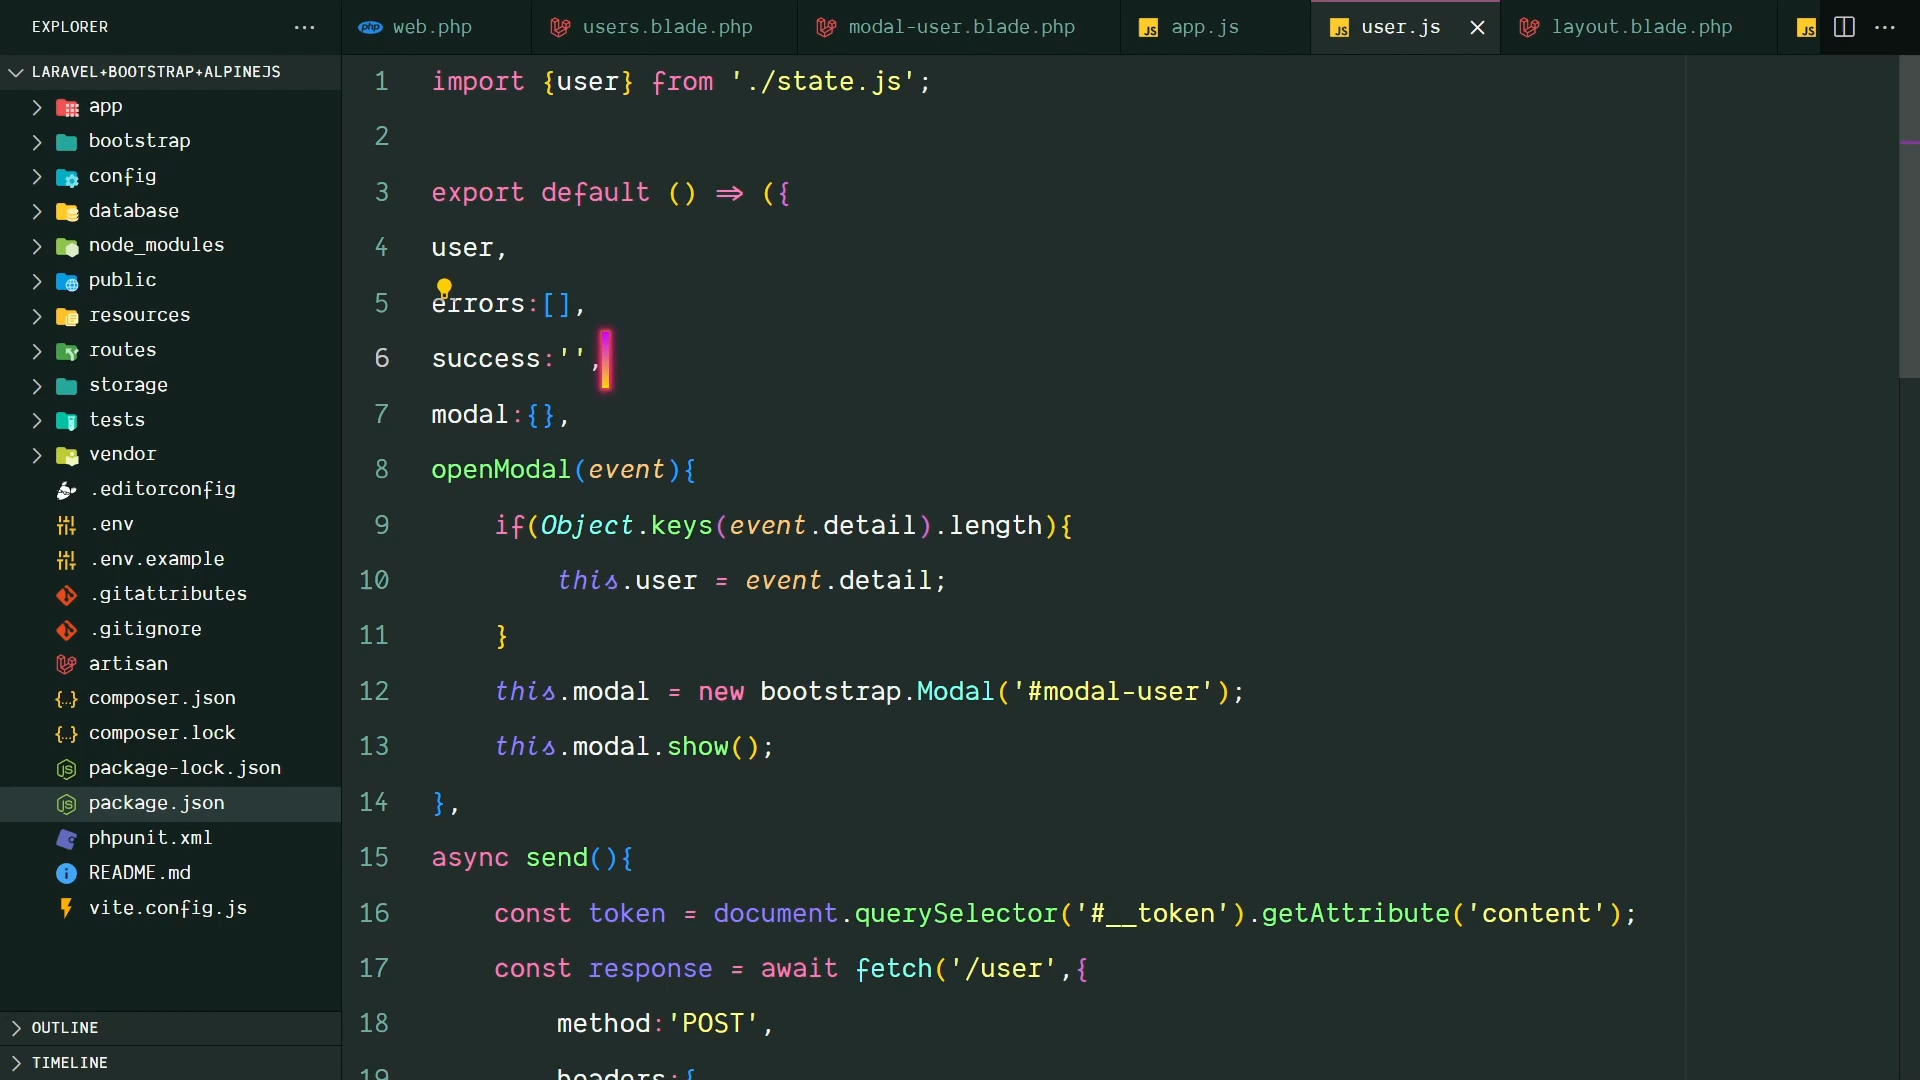 EXPLORER
web.php
users.blade.php
modal-user.blade.php
app.js
user.js
layout.blade.php
LARAVEL+BOOTSTRAP+ALPINEJS
app
bootstrap
config
database
node_modules
public
resources
routes
storage
tests
vendor
.editorconfig
.env
.env.example
.gitattributes
.gitignore
artisan
composer.json
composer.lock
package-lock.json
package.json
phpunit.xml
README.md
vite.config.js
OUTLINE
TIMELINE
1 import {user} from './state.js';
2
3 export default () => ({
4 user,
5 errors:[],
6 success:'',
7 modal:{},
8 openModal(event){
9 if(Object.keys(event.detail).length){
10 this.user = event.detail;
11 }
12 this.modal = new bootstrap.Modal('#modal-user');
13 this.modal.show();
14 },
15 async send(){
16 const token = document.querySelector('#__token').getAttribute('content');
17 const response = await fetch('/user',{
18 method:'POST',
19 headers:{